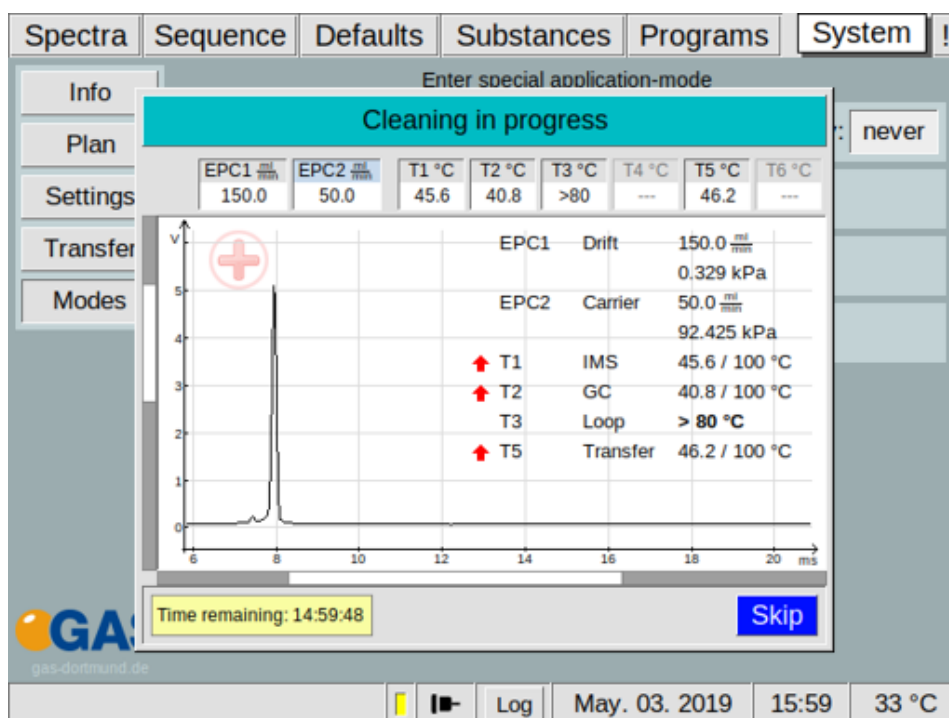 Spectra Sequence Defaults Substances Programs System !
Info
Plan
Settings
Transfer
Modes
Enter special application-mode
never
Cleaning in progress
EPC1 ml/min EPC2 ml/min T1 °C T2 °C T3 °C T4 °C T5 °C T6 °C
150.0 50.0 45.6 40.8 >80 --- 46.2 ---
V
5
4
3
2
1
0
6 8 10 12 14 16 18 20 ms
EPC1 Drift 150.0 ml/min
0.329 kPa
EPC2 Carrier 50.0 ml/min
92.425 kPa
T1 IMS 45.6 / 100 °C
T2 GC 40.8 / 100 °C
T3 Loop > 80 °C
T5 Transfer 46.2 / 100 °C
Time remaining: 14:59:48
Skip
GAS
gas-dortmund.de
Log May. 03. 2019 15:59 33 °C